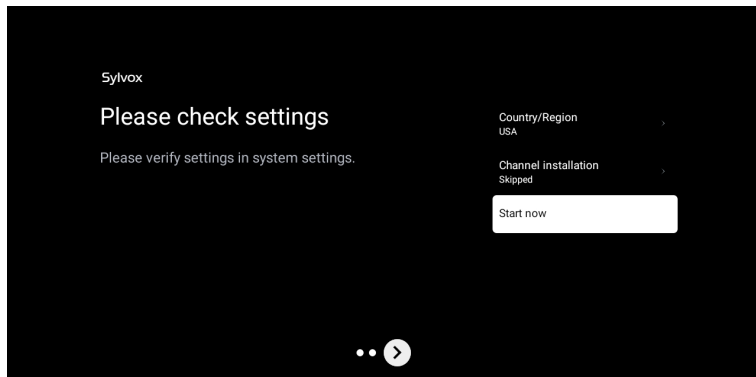 Sylvox
Please check settings
Please verify settings in system settings.
Country/Region
USA
Channel installation
Skipped
Start now